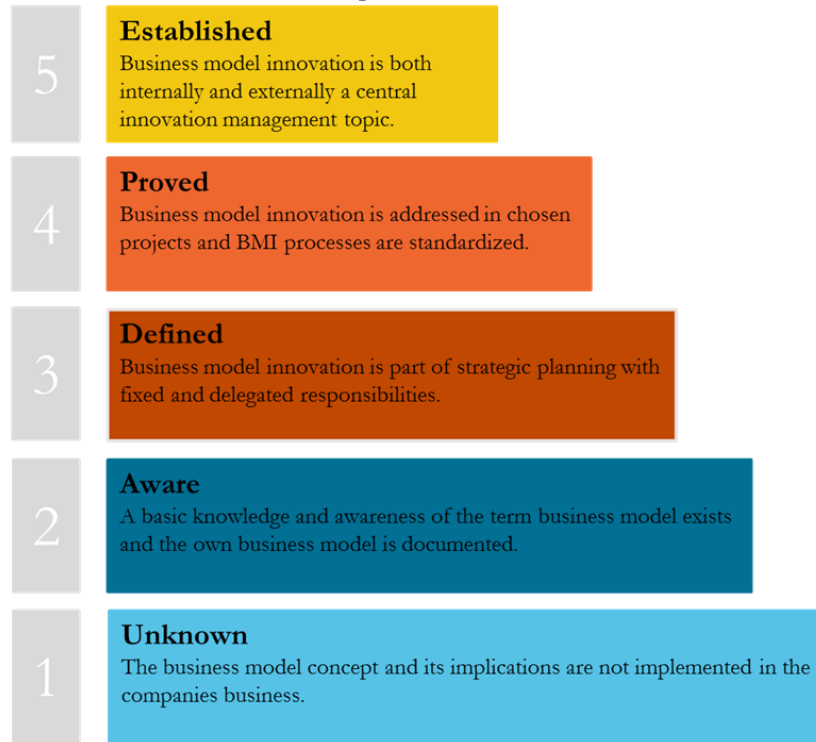 5
Established
Business model innovation is both
internally and externally a central
innovation management topic.
4
Proved
Business model innovation is addressed in chosen
projects and BMI processes are standardized.
3
Defined
Business model innovation is part of strategic planning with
fixed and delegated responsibilities.
2
Aware
A basic knowledge and awareness of the term business model exists
and the own business model is documented.
1
Unknown
The business model concept and its implications are not implemented in the
companies business.